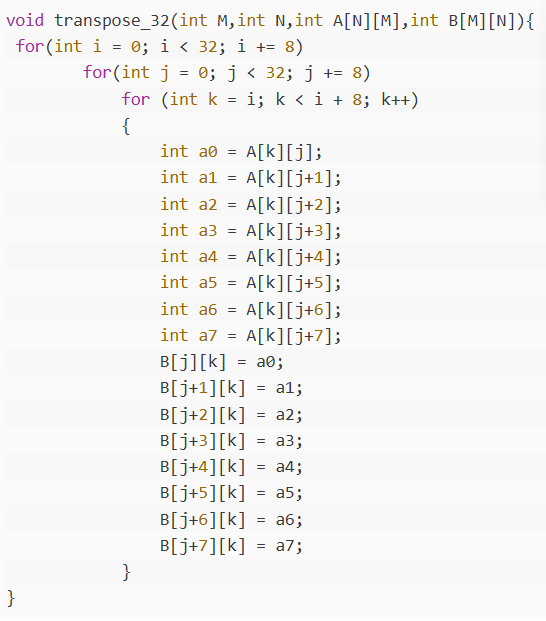 void transpose_32(int M,int N,int A[N][M],int B[M][N]){
for(int i = 0; i < 32; i += 8)
for(int j = 0; j < 32; j += 8)
for (int k = i; k < i + 8; k++)
{
int a0 = A[k][j];
int a1 = A[k][j+1];
int a2 = A[k][j+2];
int a3 = A[k][j+3];
int a4 = A[k][j+4];
int a5 = A[k][j+5];
int a6 = A[k][j+6];
int a7 = A[k][j+7];
B[j][k] = a0;
B[j+1][k] = a1;
B[j+2][k] = a2;
B[j+3][k] = a3;
B[j+4][k] = a4;
B[j+5][k] = a5;
B[j+6][k] = a6;
B[j+7][k] = a7;
}
}